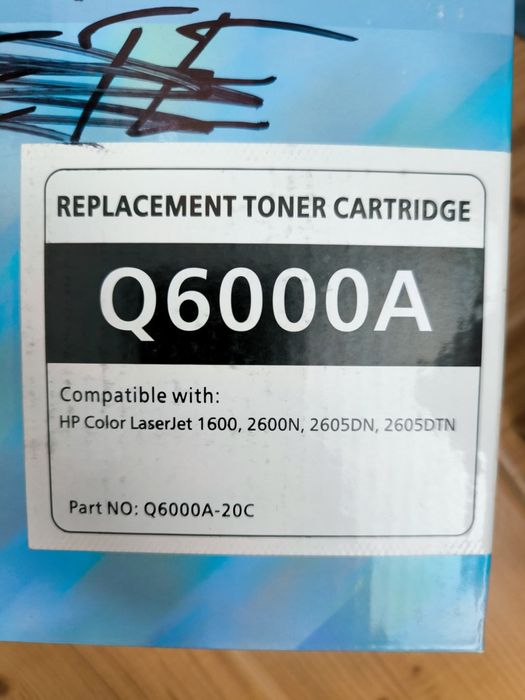 REPLACEMENT TONER CARTRIDGE
Q6000A
Compatible with:
HP Color LaserJet 1600, 2600N, 2605DN, 2605DTN
Part NO: Q6000A-20C